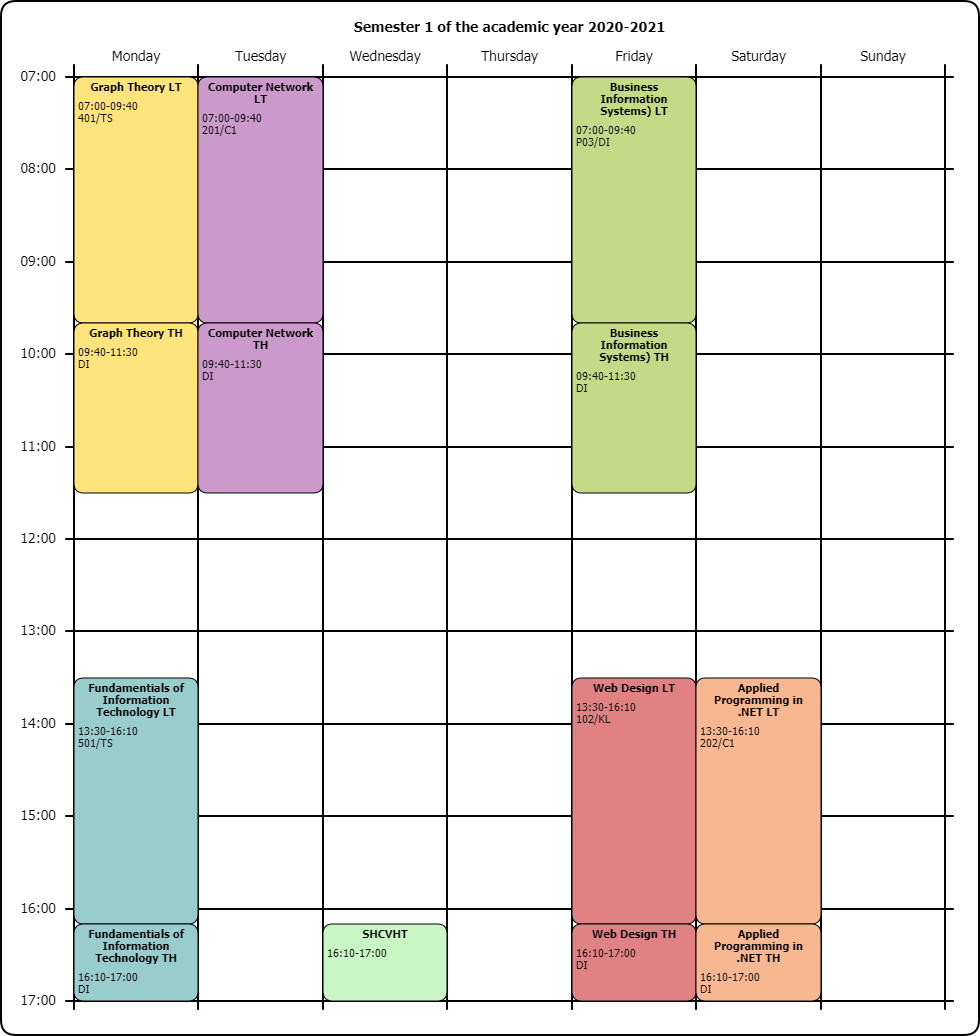 Semester 1 of the academic year 2020-2021
Monday
Tuesday
Wednesday
Thursday
Friday
Saturday
Sunday
07:00
08:00
09:00
10:00
11:00
12:00
13:00
14:00
15:00
16:00
17:00
Graph Theory LT
07:00-09:40
401/TS
Graph Theory TH
09:40-11:30
DI
Fundamentials of
Information
Technology LT
13:30-16:10
501/TS
Fundamentials of
Information
Technology TH
16:10-17:00
DI
Computer Network
LT
07:00-09:40
201/C1
Computer Network
TH
09:40-11:30
DI
SHCVHT
16:10-17:00
Business
Information
Systems) LT
07:00-09:40
P03/DI
Business
Information
Systems) TH
09:40-11:30
DI
Web Design LT
13:30-16:10
102/KL
Web Design TH
16:10-17:00
DI
Applied
Programming in
.NET LT
13:30-16:10
202/C1
Applied
Programming in
.NET TH
16:10-17:00
DI